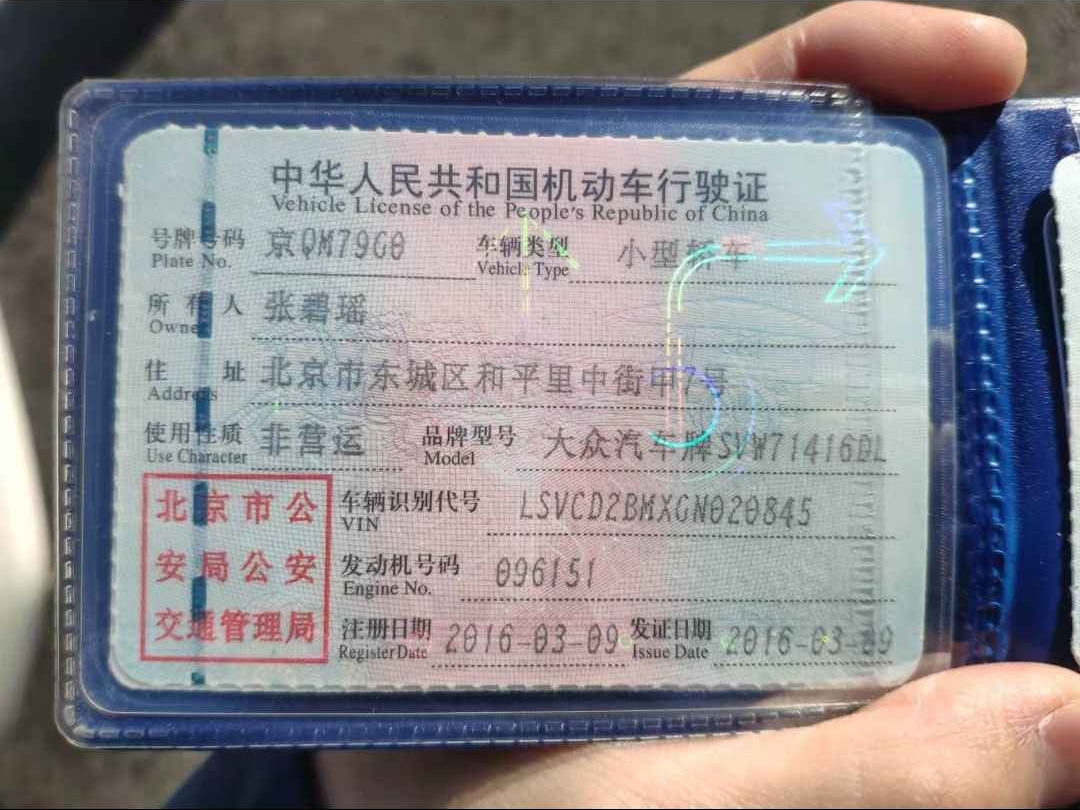 中华人民共和国机动车行驶证
Vehicle License of the People's Republic of China
号牌号码 京QM79G0 车辆类型 小型轿车
Plate No. Vehicle Type
所有人 张碧瑶
Owner
住址 北京市东城区和平里中街甲7号
Address
使用性质 非营运 品牌型号 大众汽车牌SVW71416DL
Use Character Model
北京市公 车辆识别代号 LSVCD2BMXGN020845
VIN
安局公安 发动机号码 096151
Engine No.
交通管理局 注册日期 2016-03-09 发证日期 2016-03-09
Register Date Issue Date